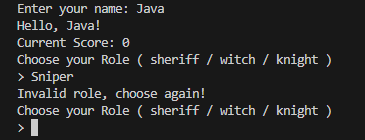 Enter your name: Java
Hello, Java!
Current Score: 0
Choose your Role ( sheriff / witch / knight )
> Sniper
Invalid role, choose again!
Choose your Role ( sheriff / witch / knight )
>